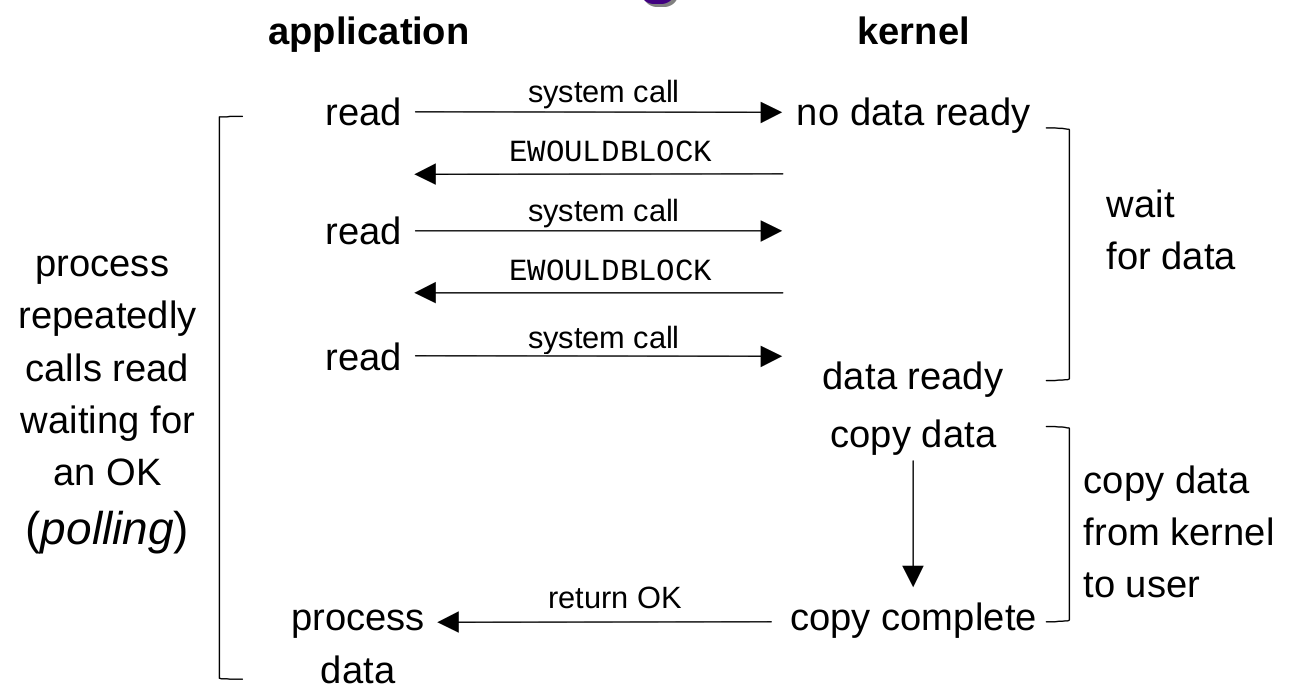 application
kernel
read
system call
no data ready
EWOULDBLOCK
read
system call
EWOULDBLOCK
read
system call
data ready
copy data
copy complete
return OK
process
data
process
repeatedly
calls read
waiting for
an OK
(polling)
wait
for data
copy data
from kernel
to user